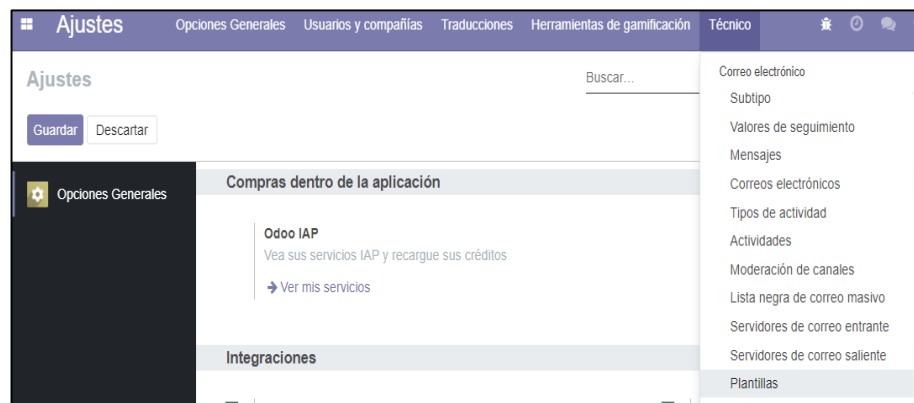 Ajustes Opciones Generales Usuarios y compañías Traducciones Herramientas de gamificación Técnico
Ajustes Buscar...
Guardar Descartar
Opciones Generales
Compras dentro de la aplicación
Odoo IAP
Vea sus servicios IAP y recargue sus créditos
Ver mis servicios
Integraciones
Correo electrónico
Subtipo
Valores de seguimiento
Mensajes
Correos electrónicos
Tipos de actividad
Actividades
Moderación de canales
Lista negra de correo masivo
Servidores de correo entrante
Servidores de correo saliente
Plantillas